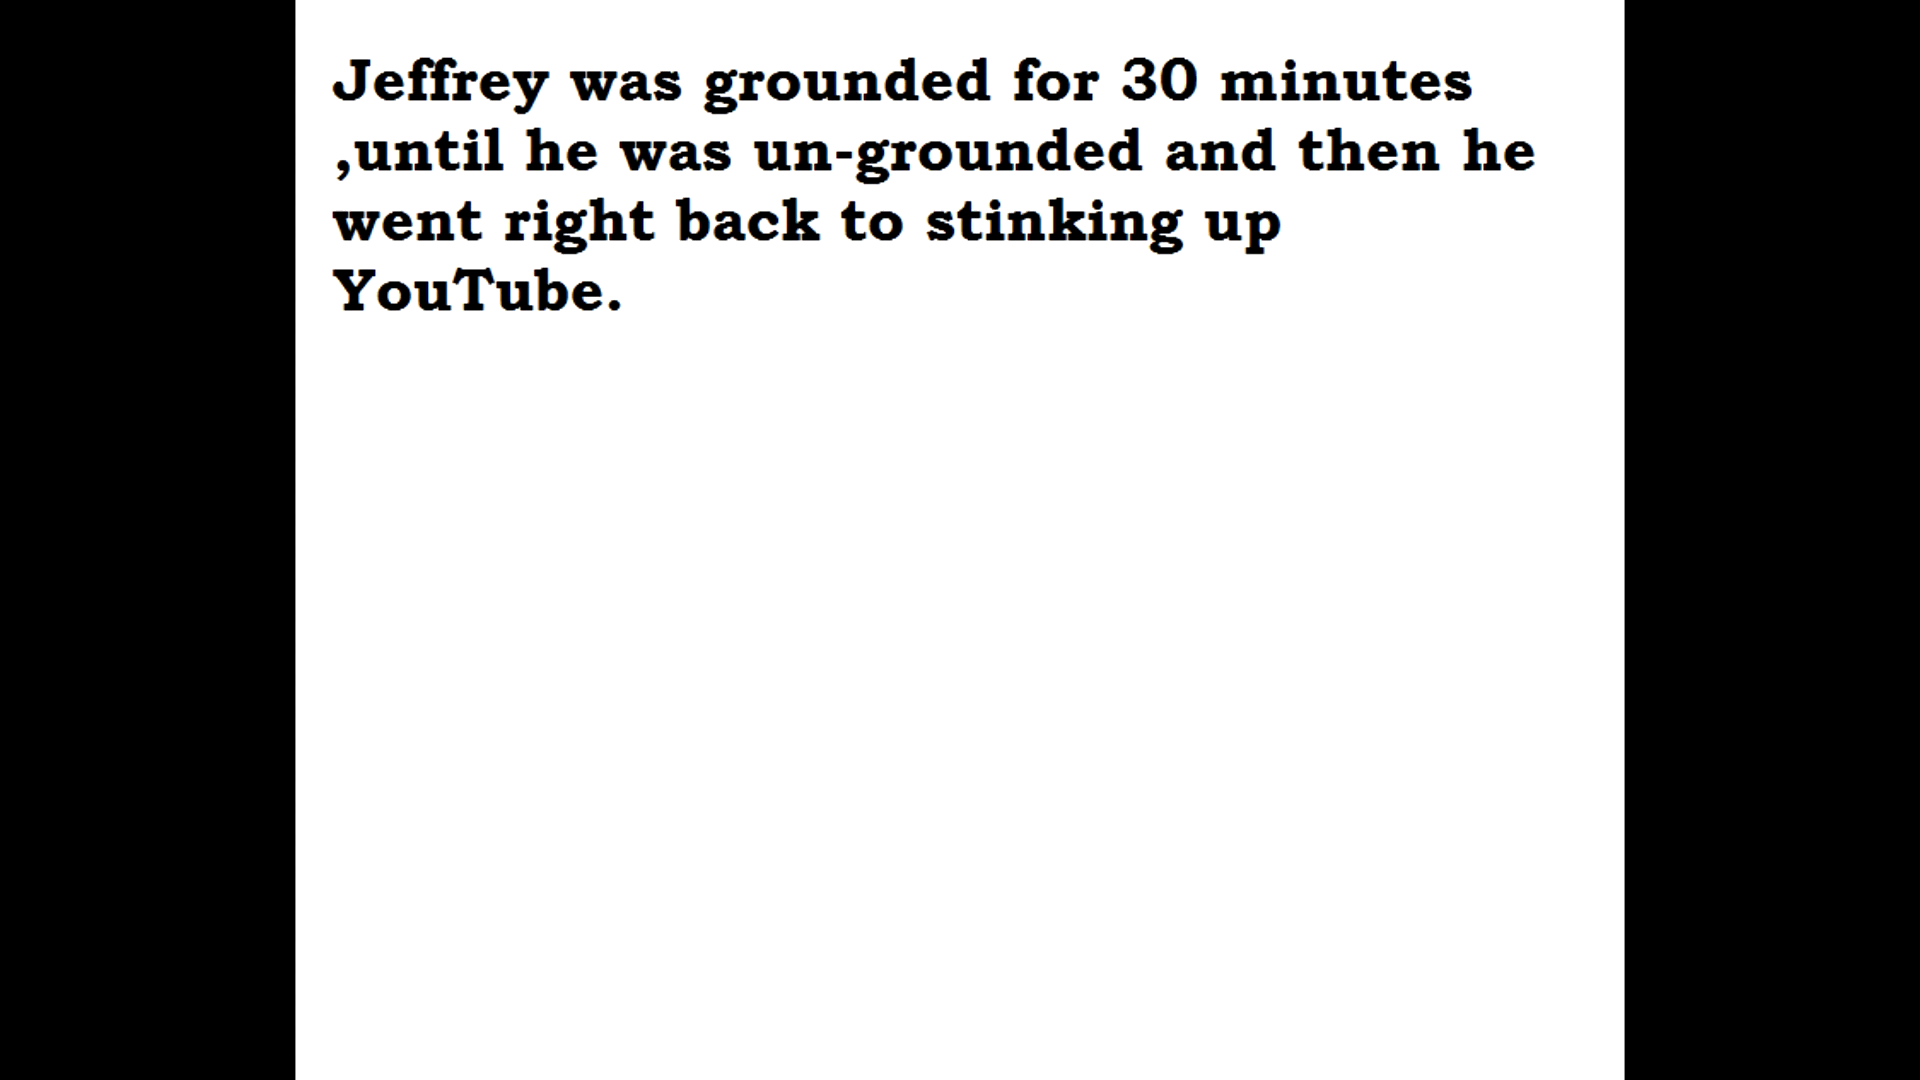 Jeffrey was grounded for 30 minutes
,until he was un-grounded and then he
went right back to stinking up
YouTube.